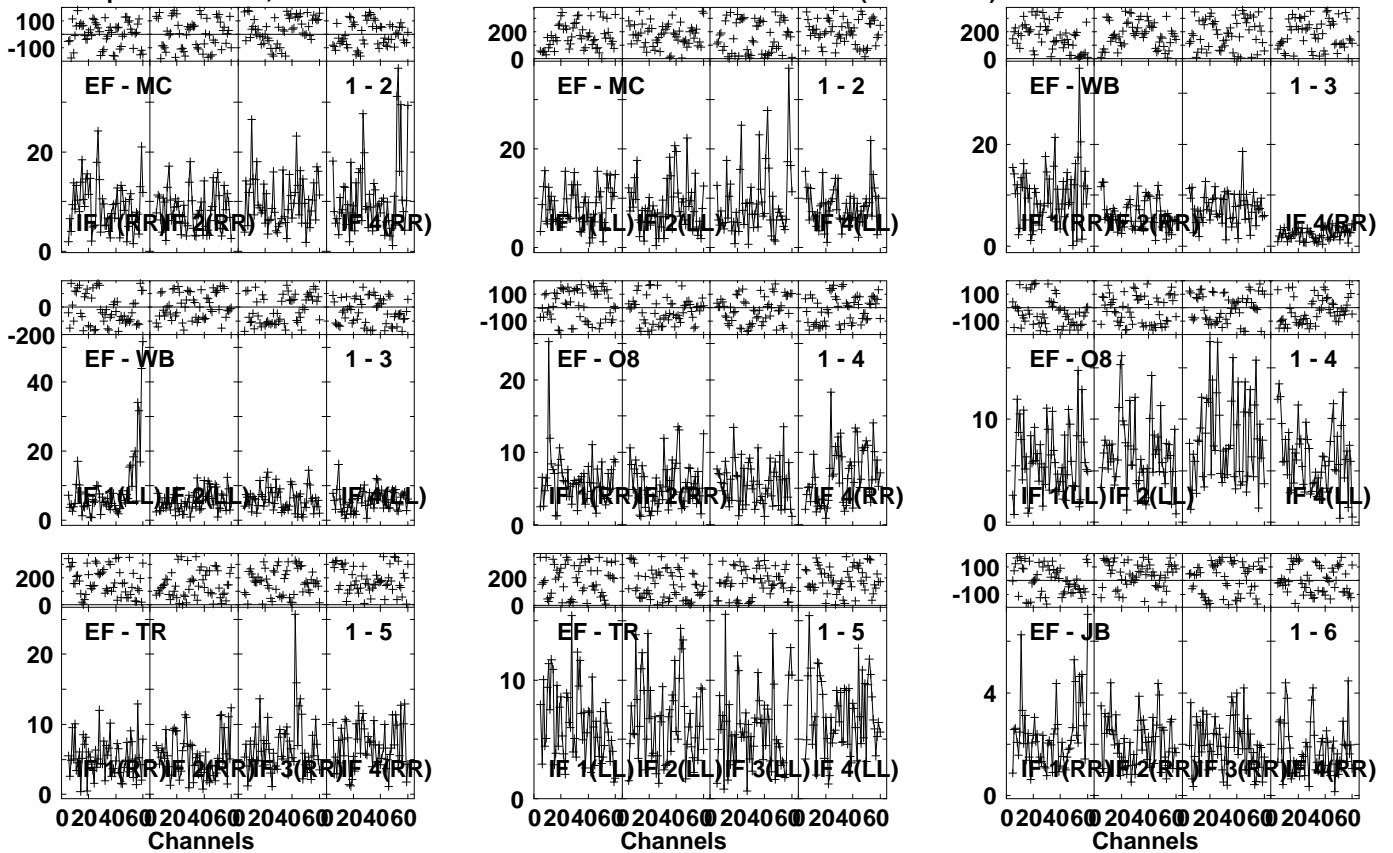 100
-100
EF - MC 1 - 2
20
0
IF 1(RR) IF 2(RR) IF 4(RR)
200
0
EF - MC 1 - 2
20
0
IF 1(LL) IF 2(LL) IF 4(LL)
200
0
EF - WB 1 - 3
20
0
IF 1(RR) IF 2(RR) IF 4(RR)
0
-200
EF - WB 1 - 3
40
20
0
IF 1(LL) IF 2(LL) IF 4(LL)
100
-100
EF - O8 1 - 4
20
10
0
IF 1(RR) IF 2(RR) IF 4(RR)
100
-100
EF - O8 1 - 4
10
0
IF 1(LL) IF 2(LL) IF 4(LL)
200
0
EF - TR 1 - 5
20
10
0
IF 1(RR) IF 2(RR) IF 3(RR) IF 4(RR)
0 20 40 60 0 20 40 60 0 20 40 60 0 20 40 60
Channels
200
0
EF - TR 1 - 5
10
0
IF 1(LL) IF 2(LL) IF 3(LL) IF 4(LL)
0 20 40 60 0 20 40 60 0 20 40 60 0 20 40 60
Channels
100
-100
EF - JB 1 - 6
4
0
IF 1(RR) IF 2(RR) IF 3(RR) IF 4(RR)
0 20 40 60 0 20 40 60 0 20 40 60 0 20 40 60
Channels